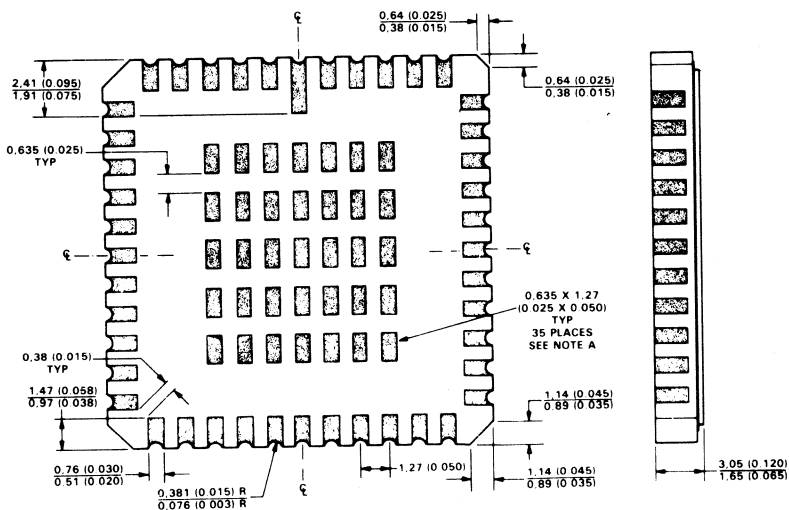 ℄
0,64 (0.025)
0,38 (0.015)
2,41 (0.095)
1,91 (0.075)
0,64 (0.025)
0,38 (0.015)
0,635 (0.025)
TYP
℄
℄
0,635 X 1.27
(0.025 X 0.050)
TYP
35 PLACES
SEE NOTE A
0,38 (0.015)
TYP
1,47 (0.058)
0,97 (0.038)
1,14 (0.045)
0,89 (0.035)
0,76 (0.030)
0,51 (0.020)
0,381 (0.015) R
0,076 (0.003) R
℄
1,27 (0.050)
1,14 (0.045)
0,89 (0.035)
3,05 (0.120)
1,65 (0.065)